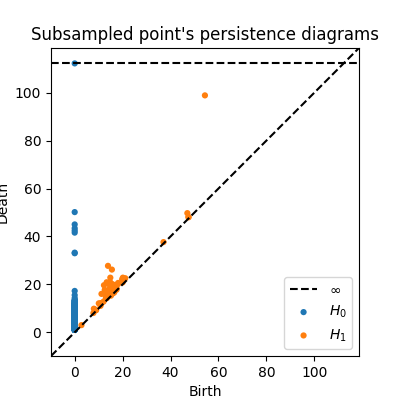 Subsampled point's persistence diagrams
100
80
60
40
20
0
Death
0 20 40 60 80 100
Birth
∞
H₀
H₁